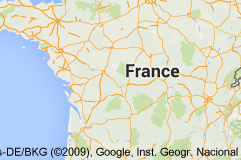 France
s-DE/BKG (©2009), Google, Inst. Geogr. Nacional